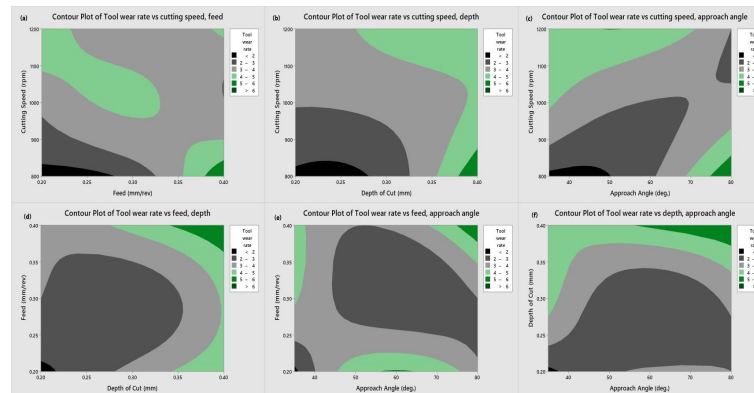 (a)
Contour Plot of Tool wear rate vs cutting speed, feed
Tool
wear
rate
< 2
2 – 3
3 – 4
4 – 5
5 – 6
> 6
1200
1100
1000
900
800
Cutting Speed (rpm)
0.20 0.25 0.30 0.35 0.40
Feed (mm/rev)
(b)
Contour Plot of Tool wear rate vs cutting speed, depth
Tool
wear
rate
< 2
2 – 3
3 – 4
4 – 5
5 – 6
> 6
1200
1100
1000
900
800
Cutting Speed (rpm)
0.20 0.25 0.30 0.35 0.40
Depth of Cut (mm)
(c)
Contour Plot of Tool wear rate vs cutting speed, approach angle
Tool
wear
rate
< 2
2 – 3
3 – 4
4 – 5
5 – 6
> 6
1200
1100
1000
900
800
Cutting Speed (rpm)
40 50 60 70 80
Approach Angle (deg.)
(d)
Contour Plot of Tool wear rate vs feed, depth
Tool
wear
rate
< 2
2 – 3
3 – 4
4 – 5
5 – 6
> 6
0.40
0.35
0.30
0.25
0.20
Feed (mm/rev)
0.20 0.25 0.30 0.35 0.40
Depth of Cut (mm)
(e)
Contour Plot of Tool wear rate vs feed, approach angle
Tool
wear
rate
< 2
2 – 3
3 – 4
4 – 5
5 – 6
> 6
0.40
0.35
0.30
0.25
0.20
Feed (mm/rev)
40 50 60 70 80
Approach Angle (deg.)
(f)
Contour Plot of Tool wear rate vs depth, approach angle
Tool
wear
rate
< 2
2 – 3
3 – 4
4 – 5
5 – 6
> 6
0.40
0.35
0.30
0.25
0.20
Depth of Cut (mm)
40 50 60 70 80
Approach Angle (deg.)